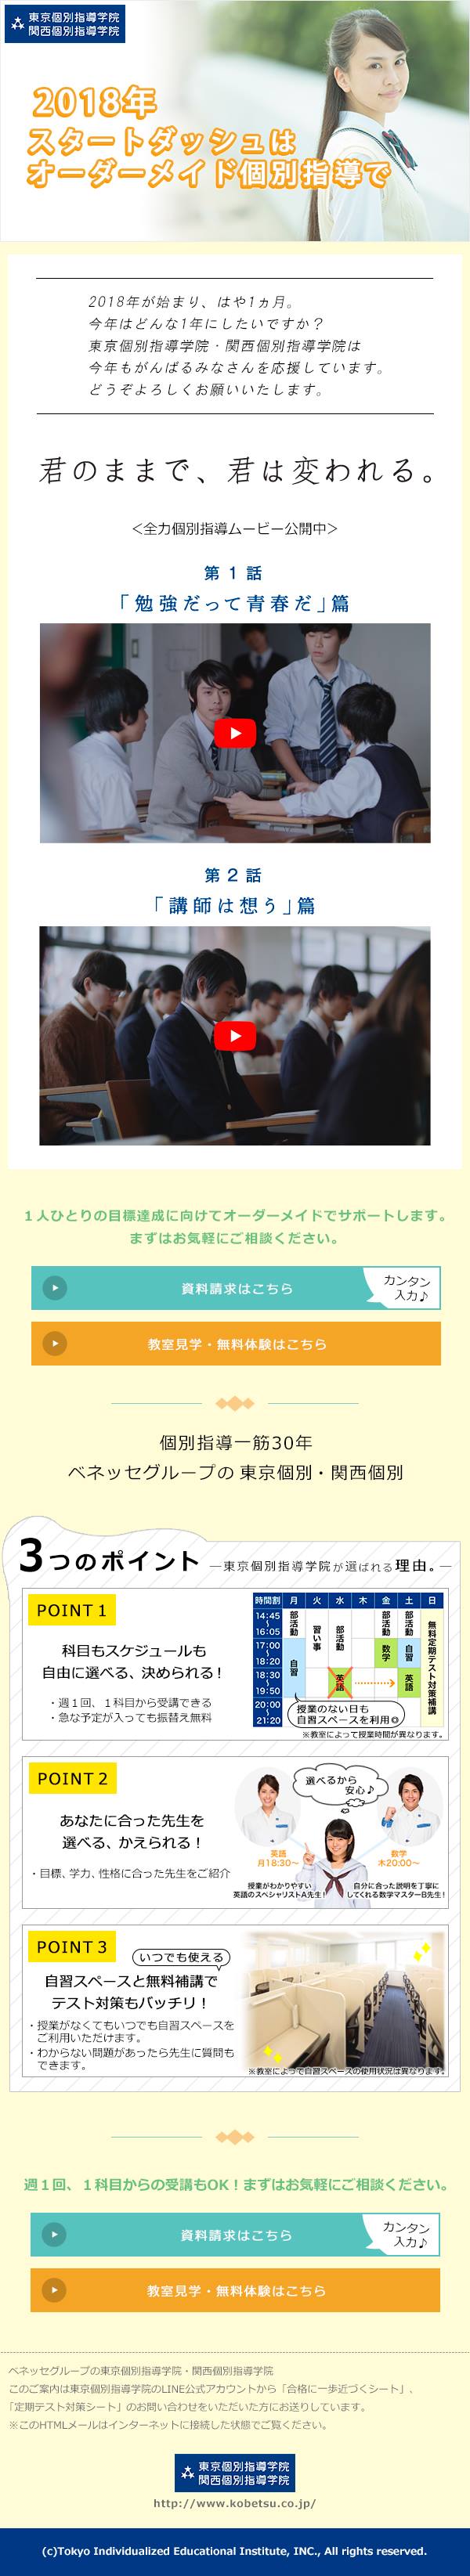 東京個別指導学院
関西個別指導学院
2018年
スタートダッシュは
オーダーメイド個別指導で
2018年が始まり、はや1ヵ月。
今年はどんな1年にしたいですか？
東京個別指導学院・関西個別指導学院は
今年もがんばるみなさんを応援しています。
どうぞよろしくお願いいたします。
君のままで、君は変われる。
＜全力個別指導ムービー公開中＞
第1話
「勉強だって青春だ」篇
第2話
「講師は想う」篇
1人ひとりの目標達成に向けてオーダーメイドでサポートします。
まずはお気軽にご相談ください。
資料請求はこちら
カンタン
入力♪
教室見学・無料体験はこちら
個別指導一筋30年
ベネッセグループの 東京個別・関西個別
3つのポイント ―東京個別指導学院が選ばれる理由。―
POINT 1
科目もスケジュールも
自由に選べる、決められる！
・週1回、1科目から受講できる
・急な予定が入っても振替え無料
時間割 月 火 水 木 金 土 日
14:45〜16:05 部活動 習い事 部活動 部活動 部活動 無料定期テスト対策補講
17:00〜18:20 自習 数学 自習
18:30〜19:50 英語 英語
20:00〜21:20
授業のない日も
自習スペースを利用◎
※教室によって授業時間が異なります。
POINT 2
あなたに合った先生を
選べる、かえられる！
・目標、学力、性格に合った先生をご紹介
選べるから
安心♪
英語
月18:30〜
数学
木20:00〜
授業がわかりやすい
英語のスペシャリストA先生！
自分に合った説明を丁寧に
してくれる数学マスターB先生！
POINT 3
いつでも使える
自習スペースと無料補講で
テスト対策もバッチリ！
・授業がなくてもいつでも自習スペースを
ご利用いただけます。
・わからない問題があったら先生に質問も
できます。
※教室によって自習スペースの使用状況は異なります。
週1回、1科目からの受講もOK！まずはお気軽にご相談ください。
資料請求はこちら
カンタン
入力♪
教室見学・無料体験はこちら
ベネッセグループの東京個別指導学院・関西個別指導学院
このご案内は東京個別指導学院のLINE公式アカウントから「合格に一歩近づくシート」、
「定期テスト対策シート」のお問い合わせをいただいた方にお送りしています。
※このHTMLメールはインターネットに接続した状態でご覧ください。
東京個別指導学院
関西個別指導学院
http://www.kobetsu.co.jp/
(c)Tokyo Individualized Educational Institute, INC., All rights reserved.